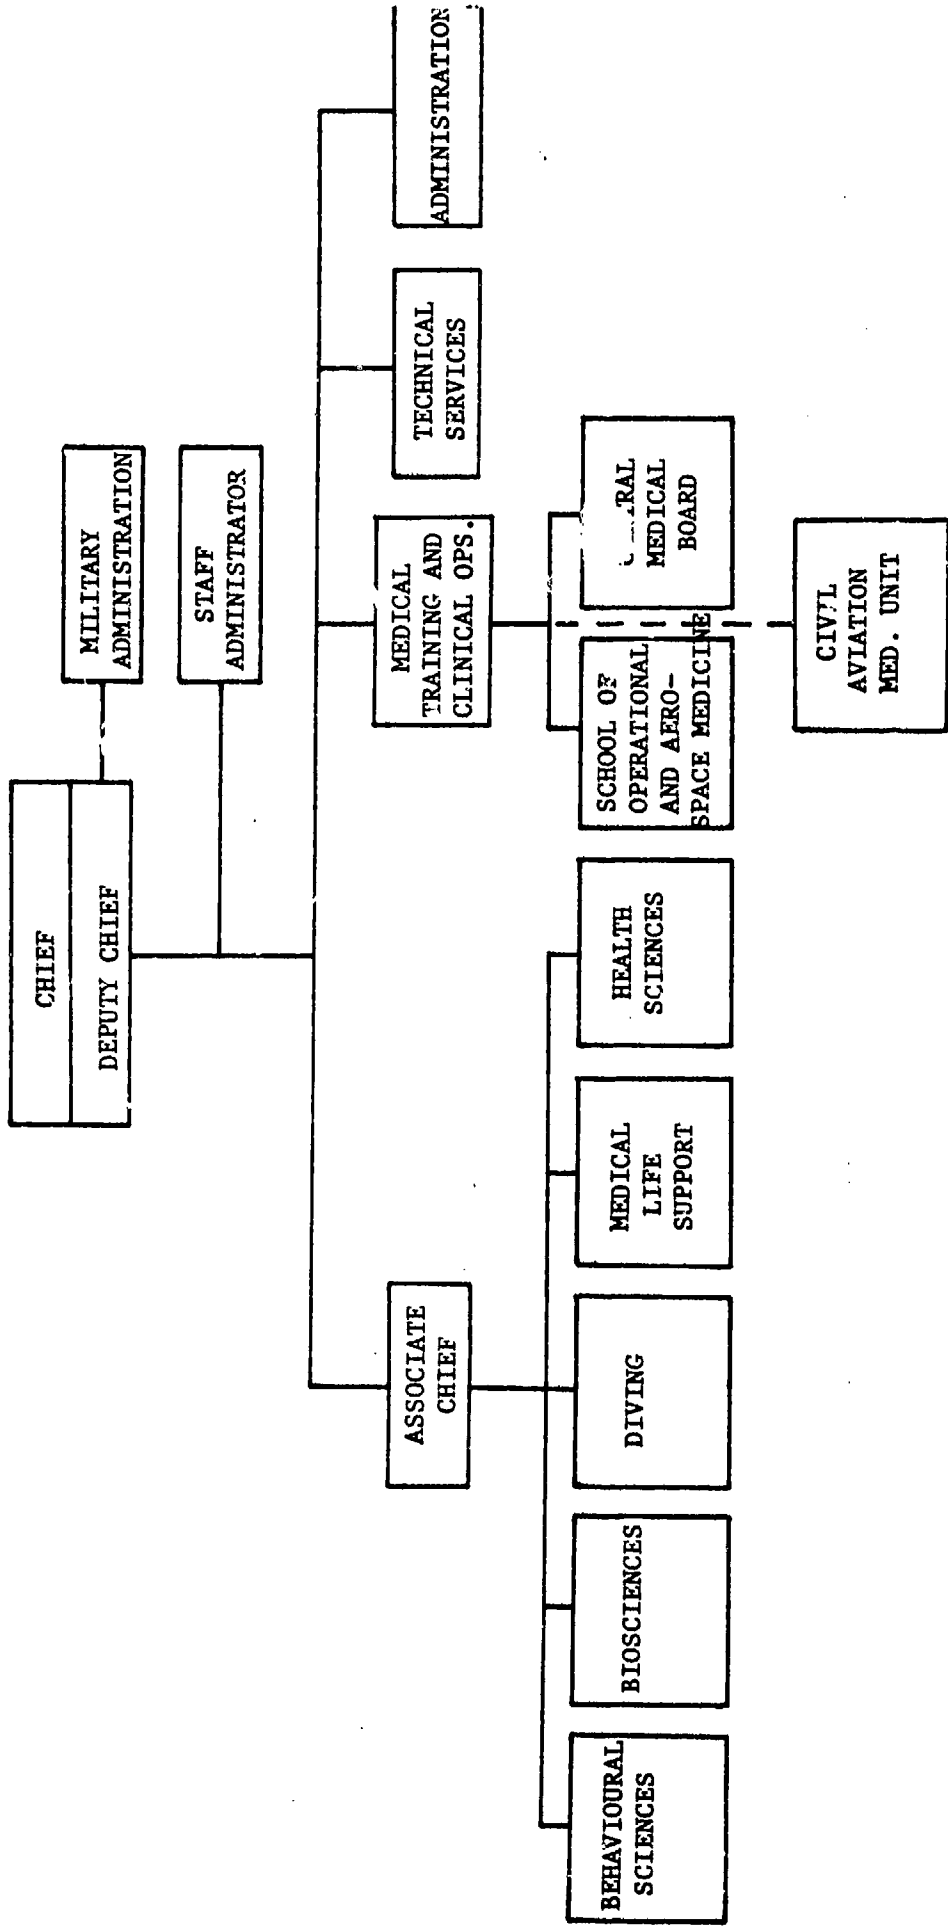 CHIEF
DEPUTY CHIEF
MILITARY
ADMINISTRATION
STAFF
ADMINISTRATOR
ASSOCIATE
CHIEF
MEDICAL
TRAINING AND
CLINICAL OPS.
TECHNICAL
SERVICES
ADMINISTRATION
BEHAVIOURAL
SCIENCES
BIOSCIENCES
DIVING
MEDICAL
LIFE
SUPPORT
HEALTH
SCIENCES
SCHOOL OF
OPERATIONAL
AND AERO-
SPACE MEDICINE
MEDICAL
BOARD
CIVIL
AVIATION
MED. UNIT